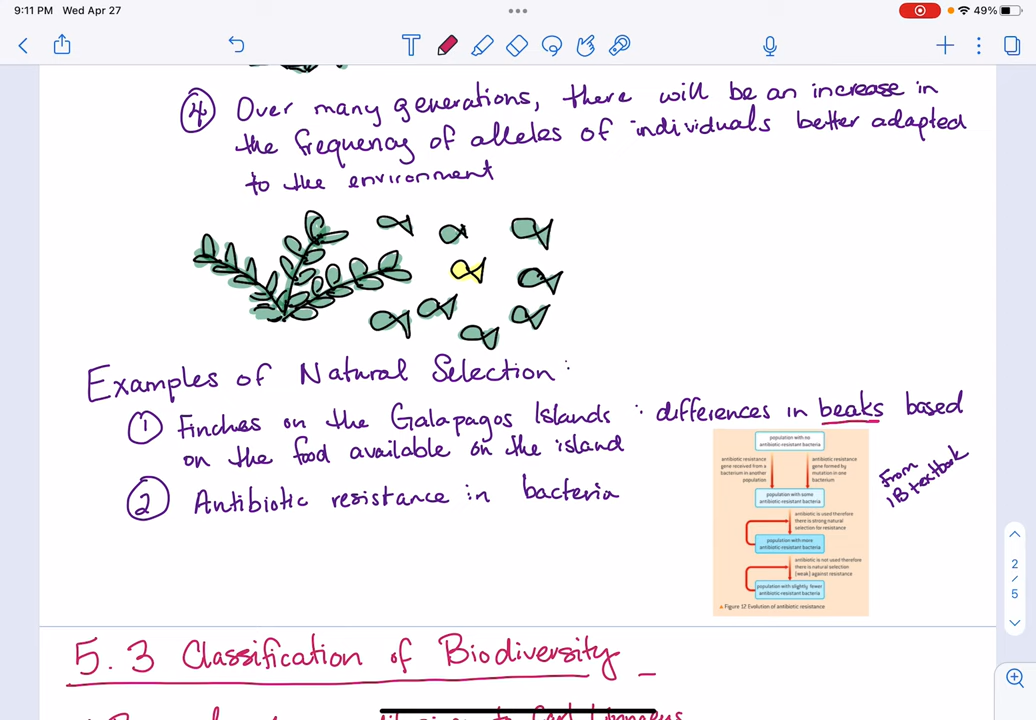 9:11 PM Wed Apr 27
49%
④ Over many generations, there will be an increase in
the frequency of alleles of individuals better adapted
to the environment
Examples of Natural Selection:
① Finches on the Galapagos Islands : differences in beaks based
on the food available on the island
② Antibiotic resistance in bacteria
population with no
antibiotic resistant bacteria
antibiotic resistance
gene received from a
bacterium in another
population
antibiotic resistance
gene formed by
mutation in one
bacterium
population with some
antibiotic resistant bacteria
antibiotic is used therefore
there is strong natural
selection for resistance
population with more
antibiotic resistant bacteria
antibiotic is not used therefore
there is natural selection
(weak) against resistance
population with slightly fewer
antibiotic resistant bacteria
▲ Figure 12 Evolution of antibiotic resistance
From
IB textbook
2
/
5
5.3 Classification of Biodiversity